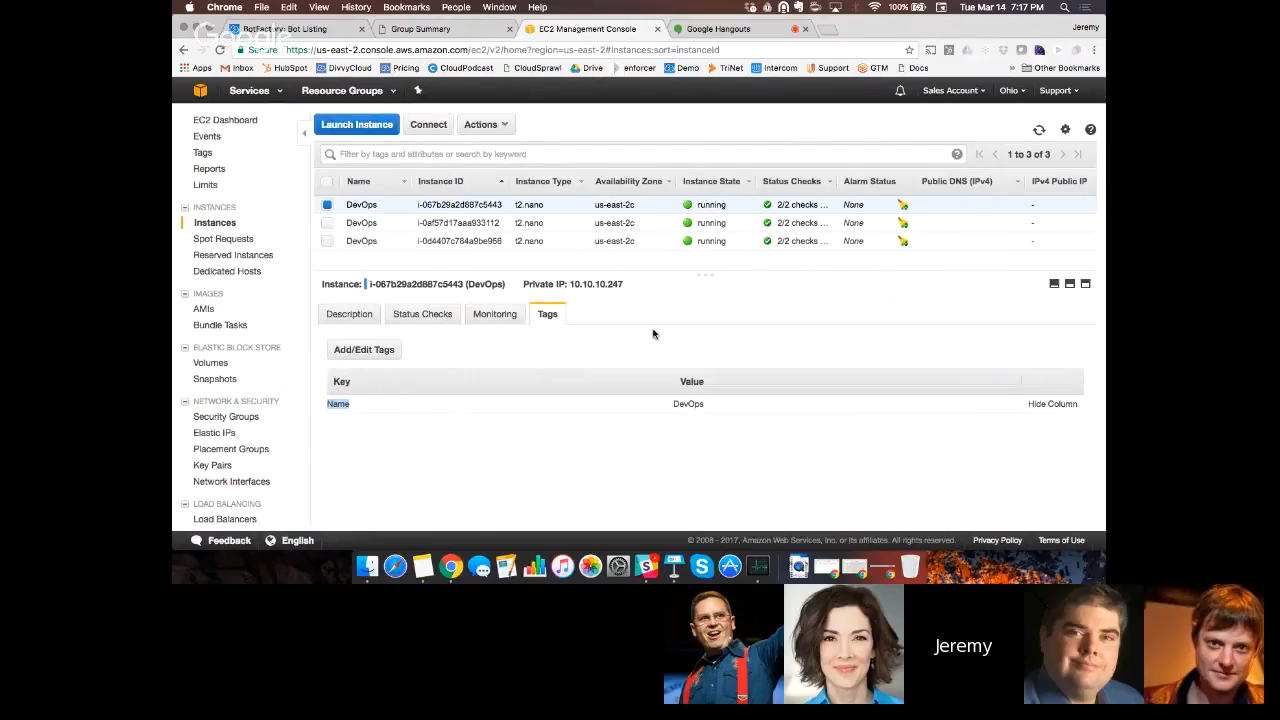 Chrome File Edit View History Bookmarks People Window Help 100% Tue Mar 14 7:17 PM
BotFactory: Bot Listing Group Summary EC2 Management Console Google Hangouts Jeremy
Google
Secure https://us-east-2.console.aws.amazon.com/ec2/v2/home?region=us-east-2#Instances:sort=instanceId
Apps Inbox HubSpot DivvyCloud Pricing CloudPodcast CloudSprawl Drive enforcer Demo TriNet Intercom Support GTM Docs » Other Bookmarks
Services Resource Groups Sales Account Ohio Support
EC2 Dashboard
Events
Tags
Reports
Limits
INSTANCES
Instances
Spot Requests
Reserved Instances
Dedicated Hosts
IMAGES
AMIs
Bundle Tasks
ELASTIC BLOCK STORE
Volumes
Snapshots
NETWORK & SECURITY
Security Groups
Elastic IPs
Placement Groups
Key Pairs
Network Interfaces
LOAD BALANCING
Load Balancers
Launch Instance Connect Actions
Filter by tags and attributes or search by keyword 1 to 3 of 3
Name Instance ID Instance Type Availability Zone Instance State Status Checks Alarm Status Public DNS (IPv4) IPv4 Public IP
DevOps i-067b29a2d887c5443 t2.nano us-east-2c running 2/2 checks ... None -
DevOps i-0af57d17aaa933112 t2.nano us-east-2c running 2/2 checks ... None -
DevOps i-0d4407c784a9be956 t2.nano us-east-2c running 2/2 checks ... None -
Instance: i-067b29a2d887c5443 (DevOps) Private IP: 10.10.10.247
Description Status Checks Monitoring Tags
Add/Edit Tags
Key Value
Name DevOps Hide Column
Feedback English © 2008 - 2017, Amazon Web Services, Inc. or its affiliates. All rights reserved. Privacy Policy Terms of Use
Jeremy